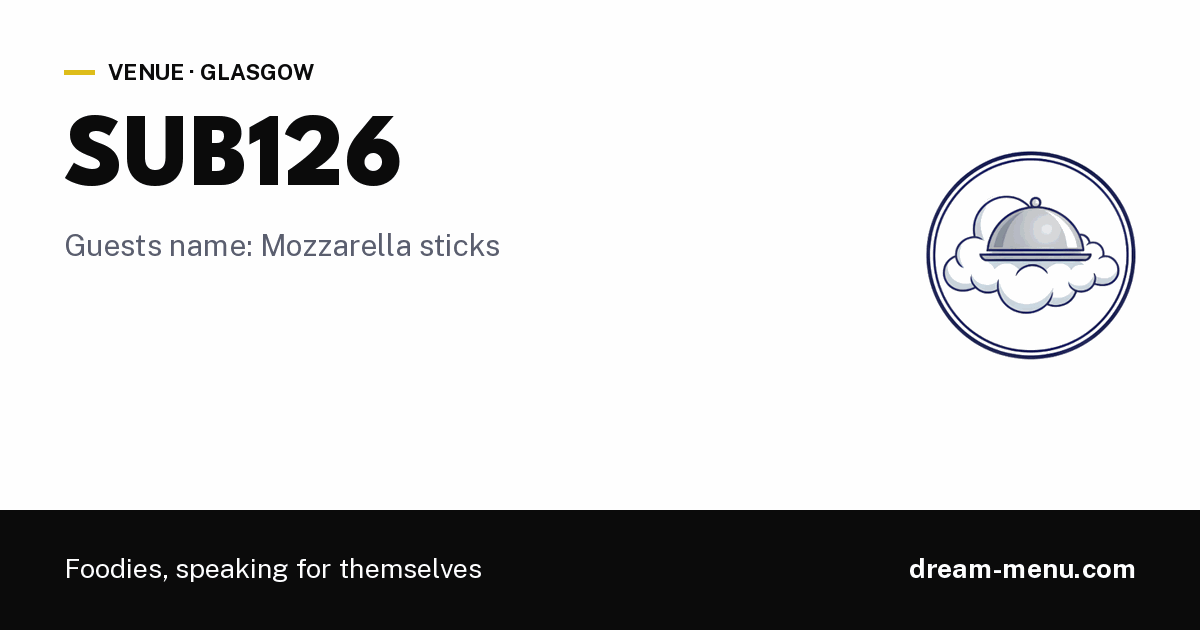 VENUE · GLASGOW
SUB126
Guests name: Mozzarella sticks
Foodies, speaking for themselves
dream-menu.com